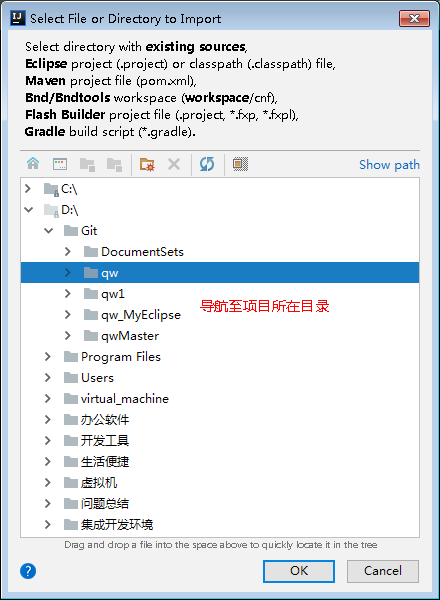 Select File or Directory to Import
Select directory with existing sources,
Eclipse project (.project) or classpath (.classpath) file,
Maven project file (pom.xml),
Bnd/Bndtools workspace (workspace/cnf),
Flash Builder project file (.project, *.fxp, *.fxpl),
Gradle build script (*.gradle).
Show path
C:\
D:\
Git
DocumentSets
qw
qw1
导航至项目所在目录
qw_MyEclipse
qwMaster
Program Files
Users
virtual_machine
办公软件
开发工具
生活便捷
虚拟机
问题总结
集成开发环境
Drag and drop a file into the space above to quickly locate it in the tree
? OK Cancel